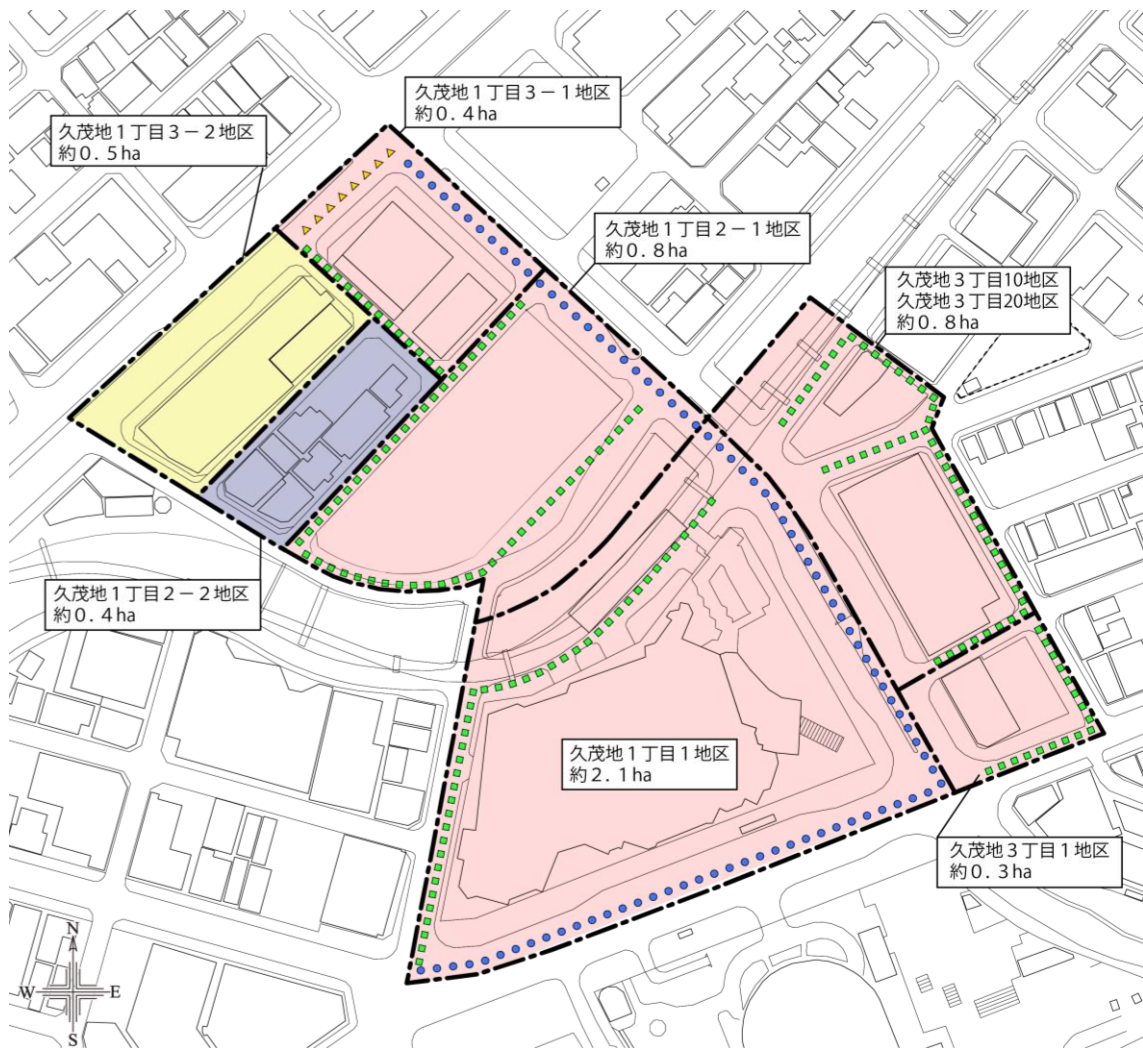 久茂地1丁目3－1地区
約0．4ha
久茂地1丁目3－2地区
約0．5ha
久茂地1丁目2－1地区
約0．8ha
久茂地3丁目10地区
久茂地3丁目20地区
約0．8ha
久茂地1丁目2－2地区
約0．4ha
久茂地1丁目1地区
約2．1ha
久茂地3丁目1地区
約0．3ha
N
W
E
S